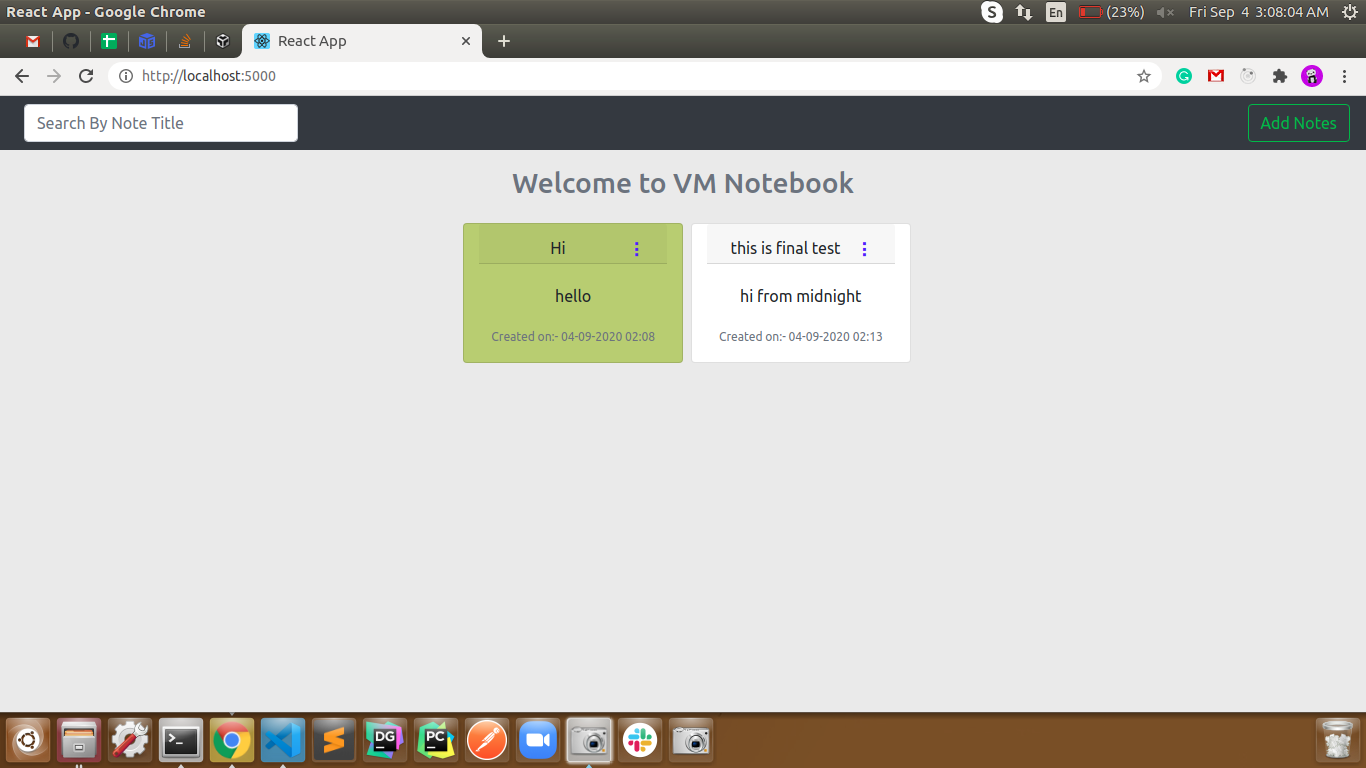 React App - Google Chrome
S En (23%) Fri Sep 4 3:08:04 AM
React App
http://localhost:5000
Search By Note Title
Add Notes
Welcome to VM Notebook
Hi
hello
Created on:- 04-09-2020 02:08
this is final test
hi from midnight
Created on:- 04-09-2020 02:13
DG
PC